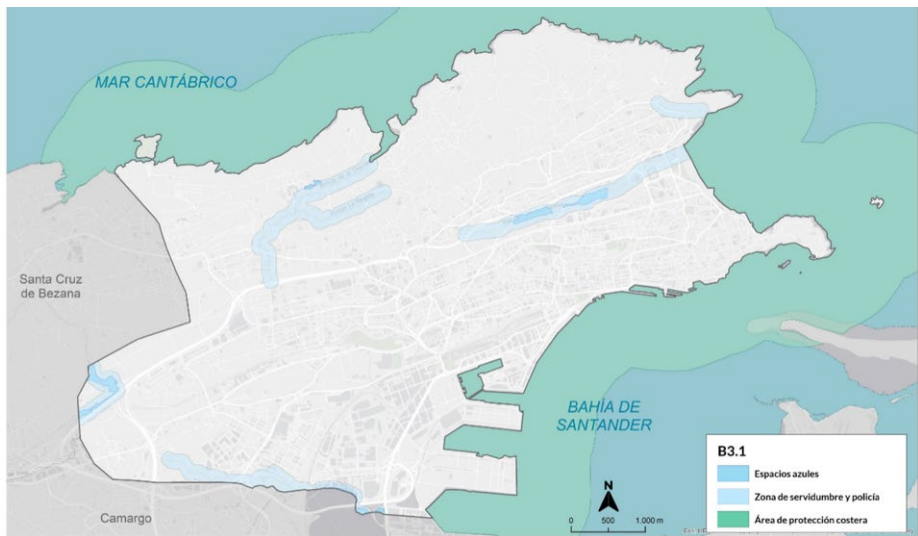 MAR CANTÁBRICO
Santa Cruz
de Bezana
BAHÍA DE
SANTANDER
Camargo
N
0 500 1.000 m
B3.1
Espacios azules
Zona de servidumbre y policía
Área de protección costera